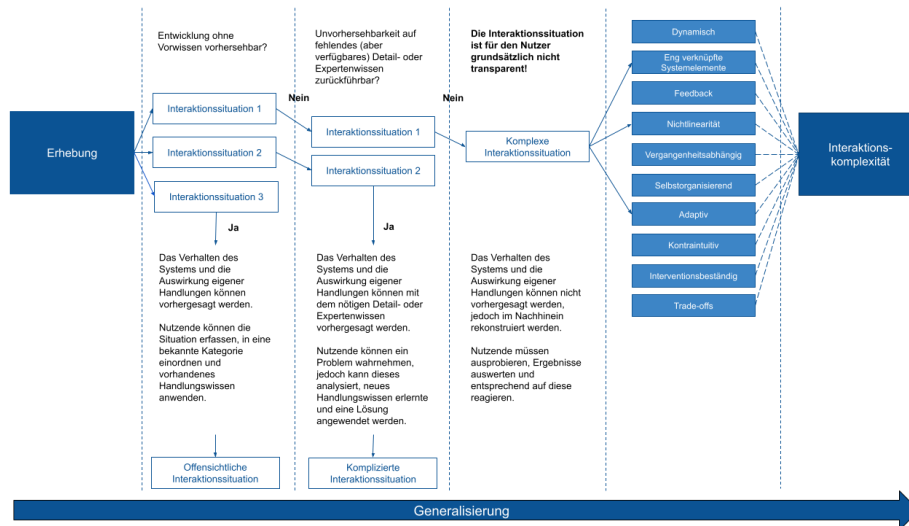 Entwicklung ohne
Vorwissen vorhersehbar?
Unvorhersehbarkeit auf
fehlendes (aber
verfügbares) Detail- oder
Expertenwissen
zurückführbar?
Die Interaktionssituation
ist für den Nutzer
grundsätzlich nicht
transparent!
Erhebung
Interaktionssituation 1
Interaktionssituation 2
Interaktionssituation 3
Nein
Ja
Interaktionssituation 1
Interaktionssituation 2
Nein
Ja
Komplexe
Interaktionssituation
Dynamisch
Eng verknüpfte
Systemelemente
Feedback
Nichtlinearität
Vergangenheitsabhängig
Selbstorganisierend
Adaptiv
Kontraintuitiv
Interventionsbeständig
Trade-offs
Interaktions-
komplexität
Das Verhalten des
Systems und die
Auswirkung eigener
Handlungen können
vorhergesagt werden.
Nutzende können die
Situation erfassen, in eine
bekannte Kategorie
einordnen und
vorhandenes
Handlungswissen
anwenden.
Das Verhalten des
Systems und die
Auswirkung eigener
Handlungen können mit
dem nötigen Detail- oder
Expertenwissen
vorhergesagt werden.
Nutzende können ein
Problem wahrnehmen,
jedoch kann dieses
analysiert, neues
Handlungswissen erlernte
und eine Lösung
angewendet werden.
Das Verhalten des
Systems und die
Auswirkung eigener
Handlungen können nicht
vorhergesagt werden,
jedoch im Nachhinein
rekonstruiert werden.
Nutzende müssen
ausprobieren, Ergebnisse
auswerten und
entsprechend auf diese
reagieren.
Offensichtliche
Interaktionssituation
Komplizierte
Interaktionssituation
Generalisierung